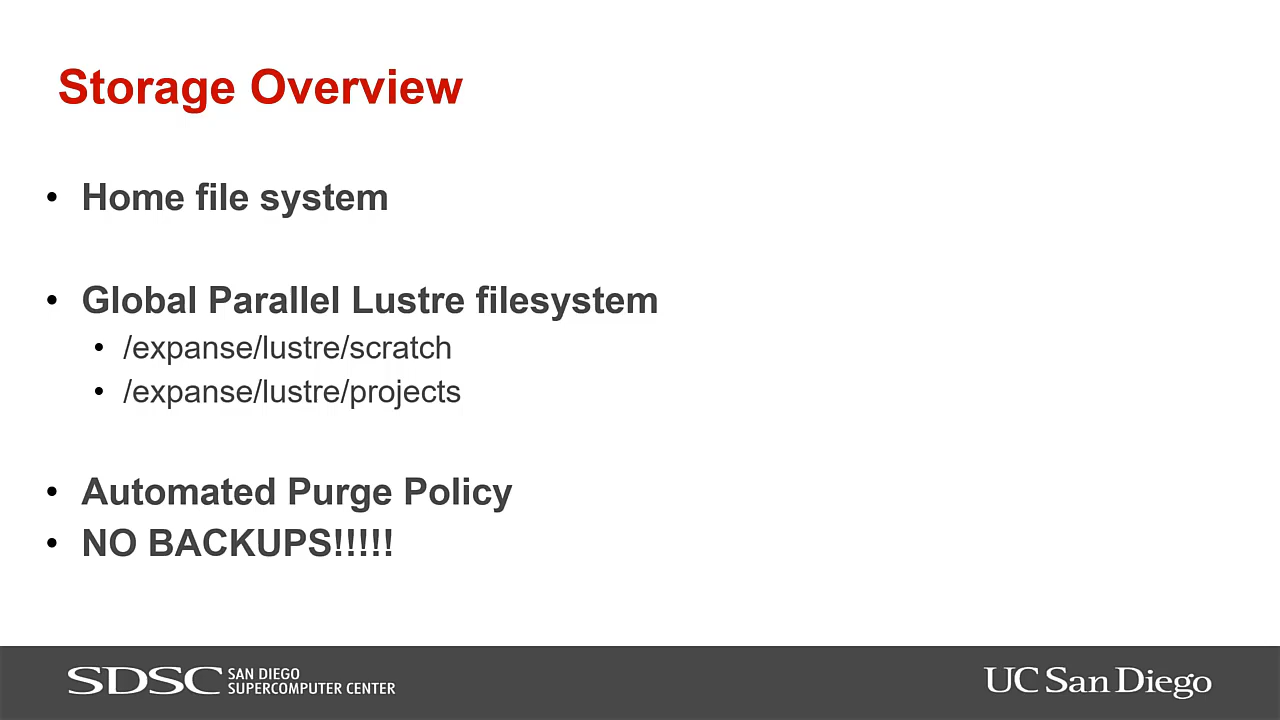 Storage Overview
• Home file system
• Global Parallel Lustre filesystem
• /expanse/lustre/scratch
• /expanse/lustre/projects
• Automated Purge Policy
• NO BACKUPS!!!!!
SDSC SAN DIEGO
SUPERCOMPUTER CENTER
UC San Diego